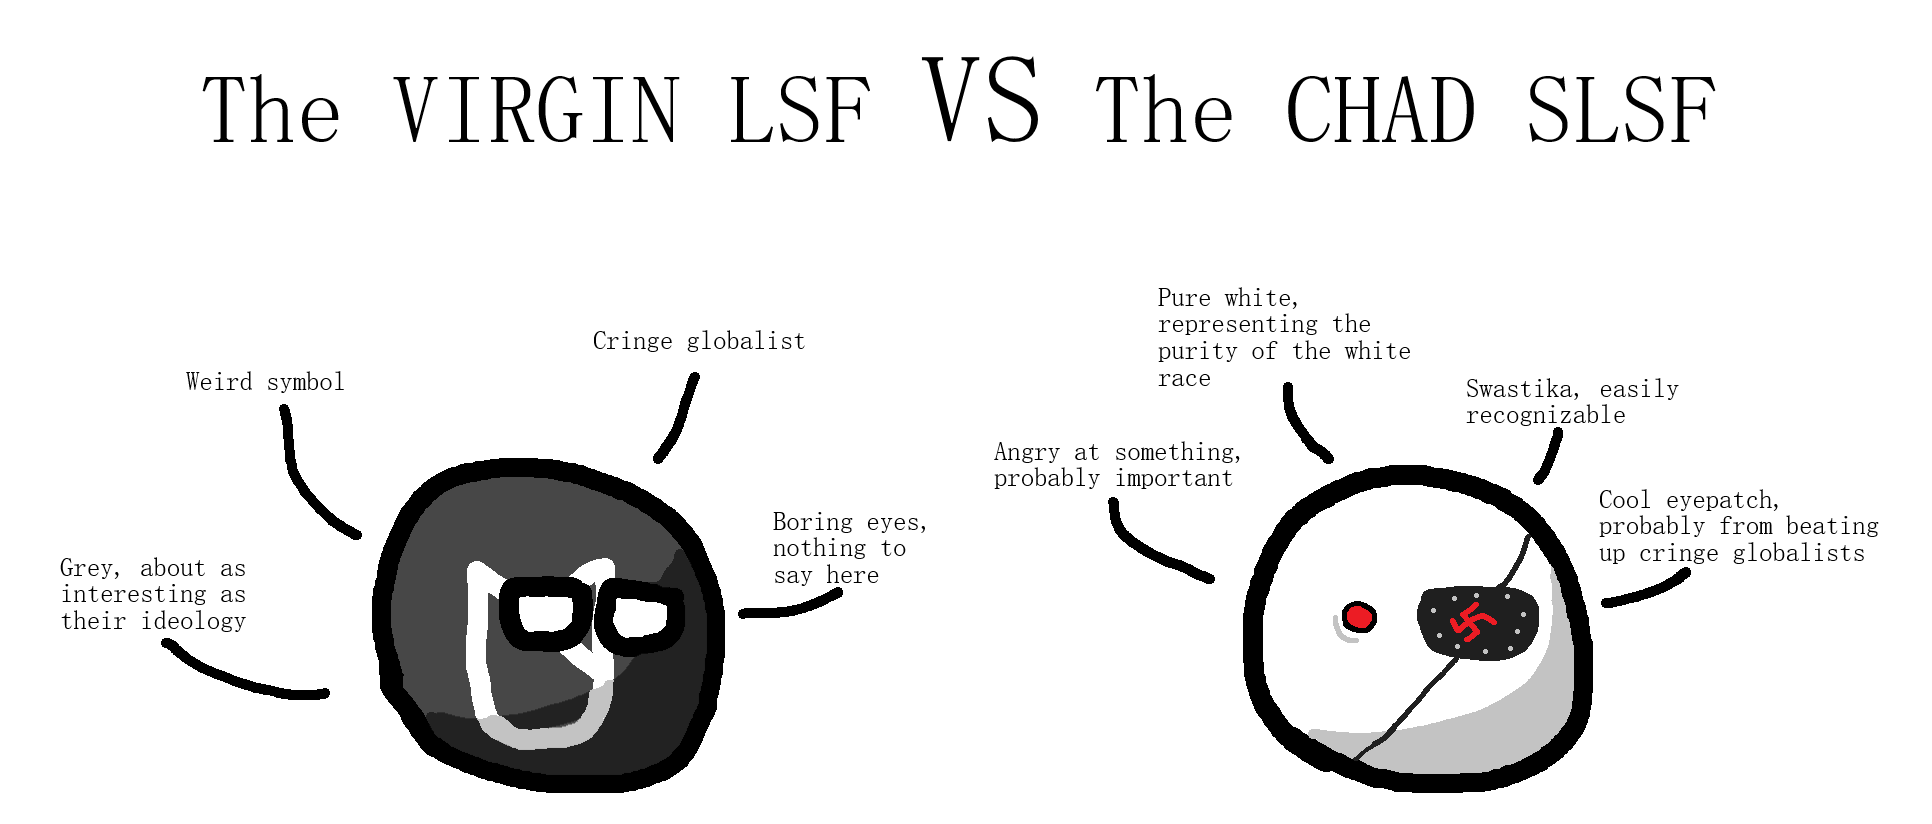 The VIRGIN LSF VS The CHAD SLSF
Weird symbol
Cringe globalist
Boring eyes,
nothing to
say here
Grey, about as
interesting as
their ideology
Pure white,
representing the
purity of the white
race
Swastika, easily
recognizable
Angry at something,
probably important
Cool eyepatch,
probably from beating
up cringe globalists